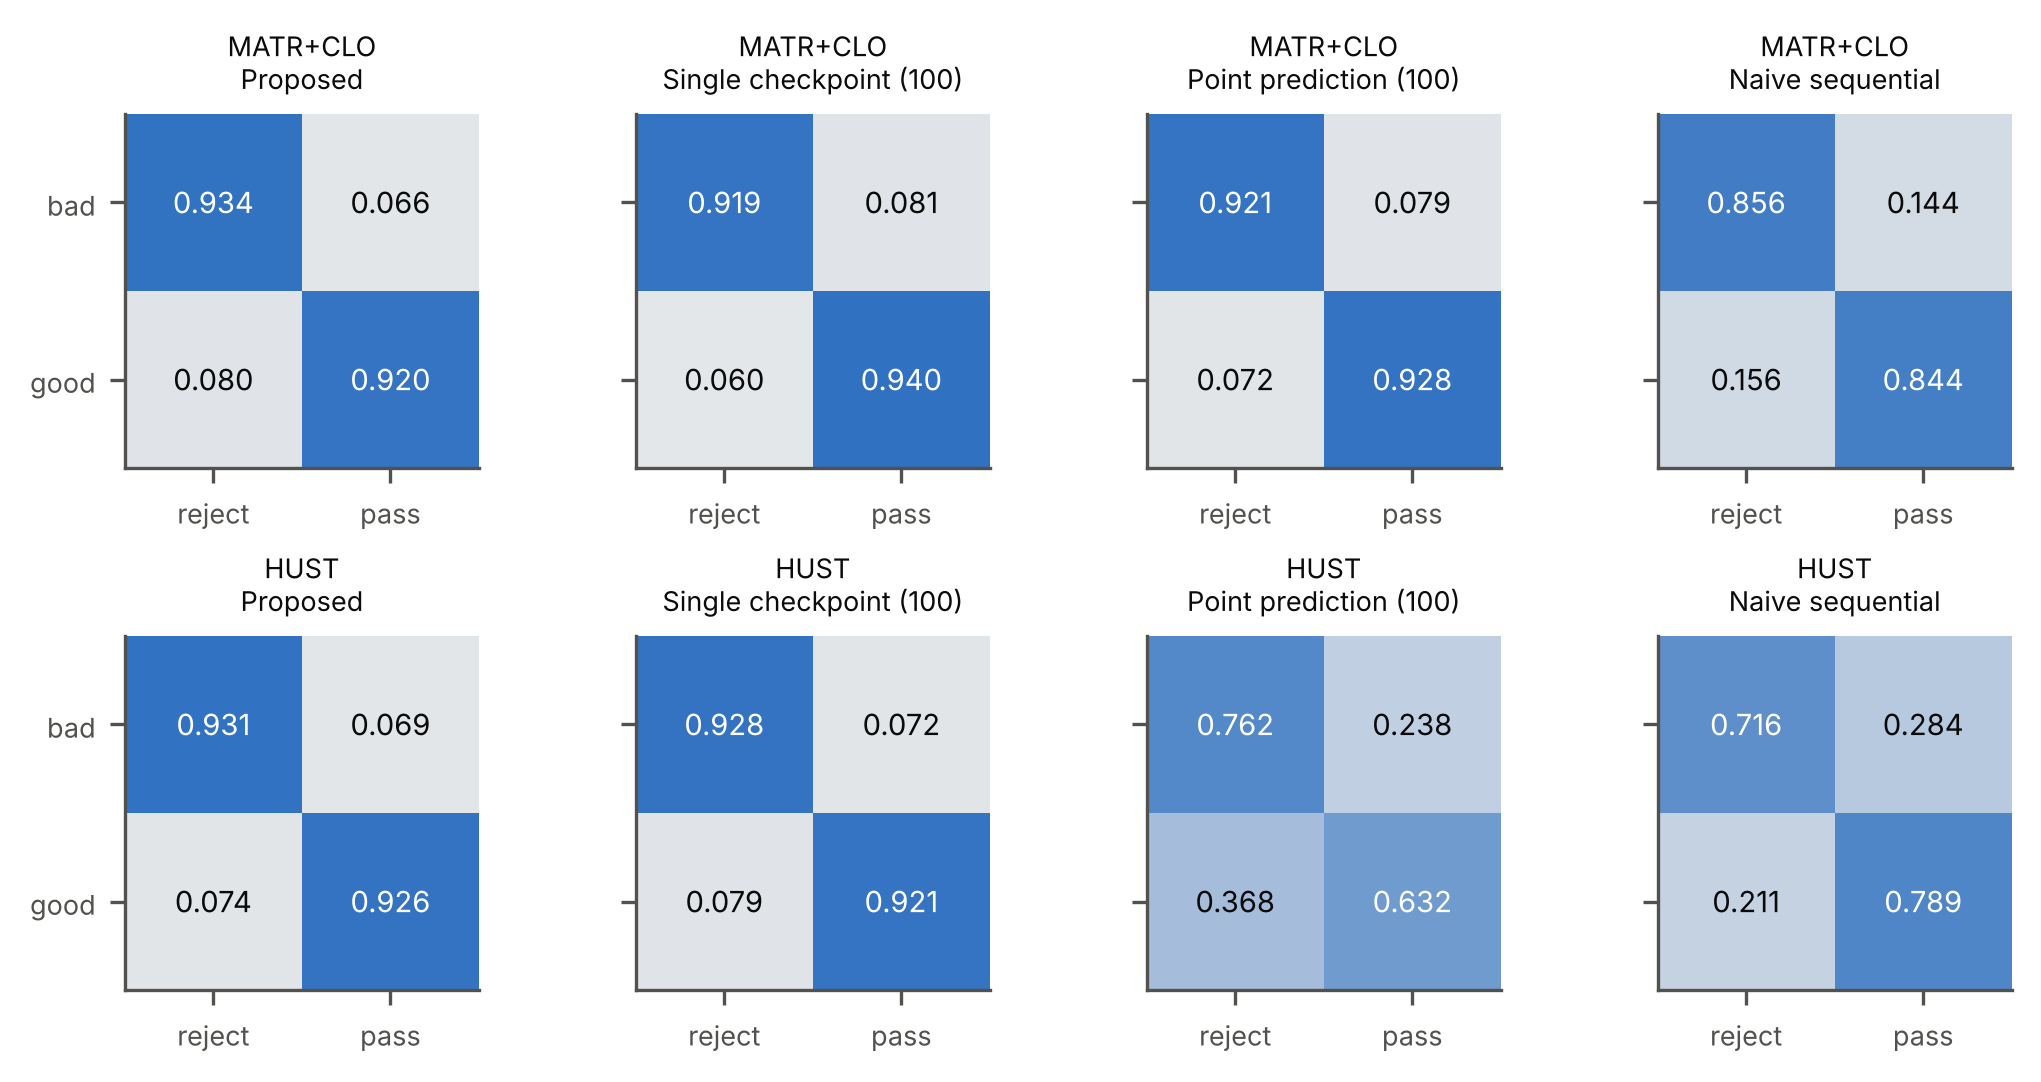 MATR+CLO
Proposed
MATR+CLO
Single checkpoint (100)
MATR+CLO
Point prediction (100)
MATR+CLO
Naive sequential
bad
0.934
0.066
0.919
0.081
0.921
0.079
0.856
0.144
good
0.080
0.920
0.060
0.940
0.072
0.928
0.156
0.844
reject
pass
reject
pass
reject
pass
reject
pass
HUST
Proposed
HUST
Single checkpoint (100)
HUST
Point prediction (100)
HUST
Naive sequential
bad
0.931
0.069
0.928
0.072
0.762
0.238
0.716
0.284
good
0.074
0.926
0.079
0.921
0.368
0.632
0.211
0.789
reject
pass
reject
pass
reject
pass
reject
pass